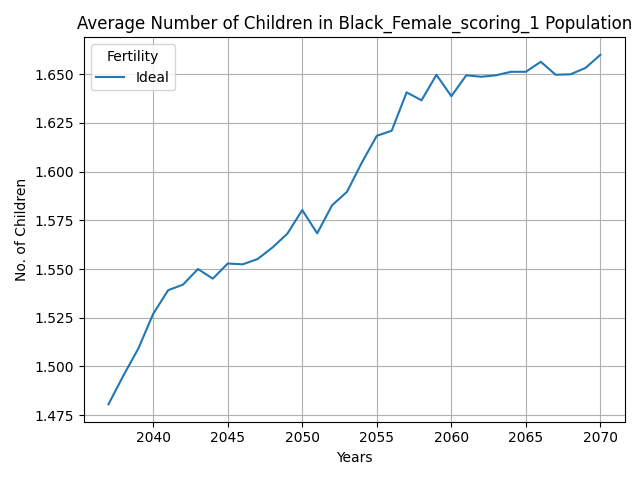 Average Number of Children in Black_Female_scoring_1 Population
Fertility
Ideal
No. of Children
1.650
1.625
1.600
1.575
1.550
1.525
1.500
1.475
2040 2045 2050 2055 2060 2065 2070
Years